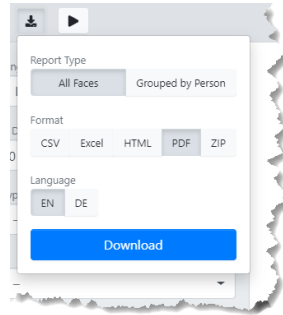 Report Type
All Faces Grouped by Person
Format
CSV Excel HTML PDF ZIP
Language
EN DE
Download